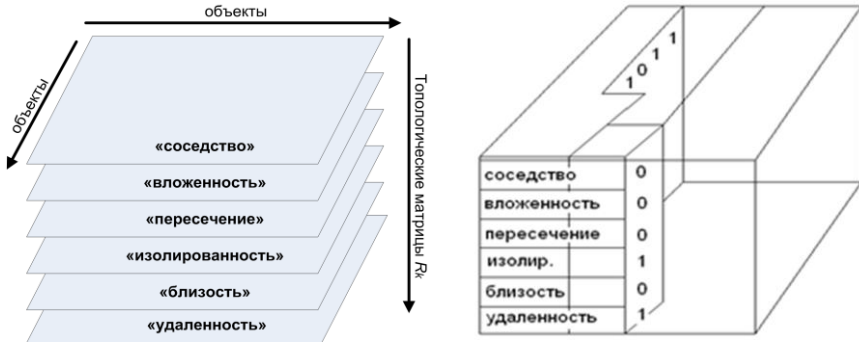 объекты
объекты
Топологические матрицы Rk
«соседство»
«вложенность»
«пересечение»
«изолированность»
«близость»
«удаленность»
1 0 1 1
соседство 0
вложенность 0
пересечение 0
изолир. 1
близость 0
удаленность 1